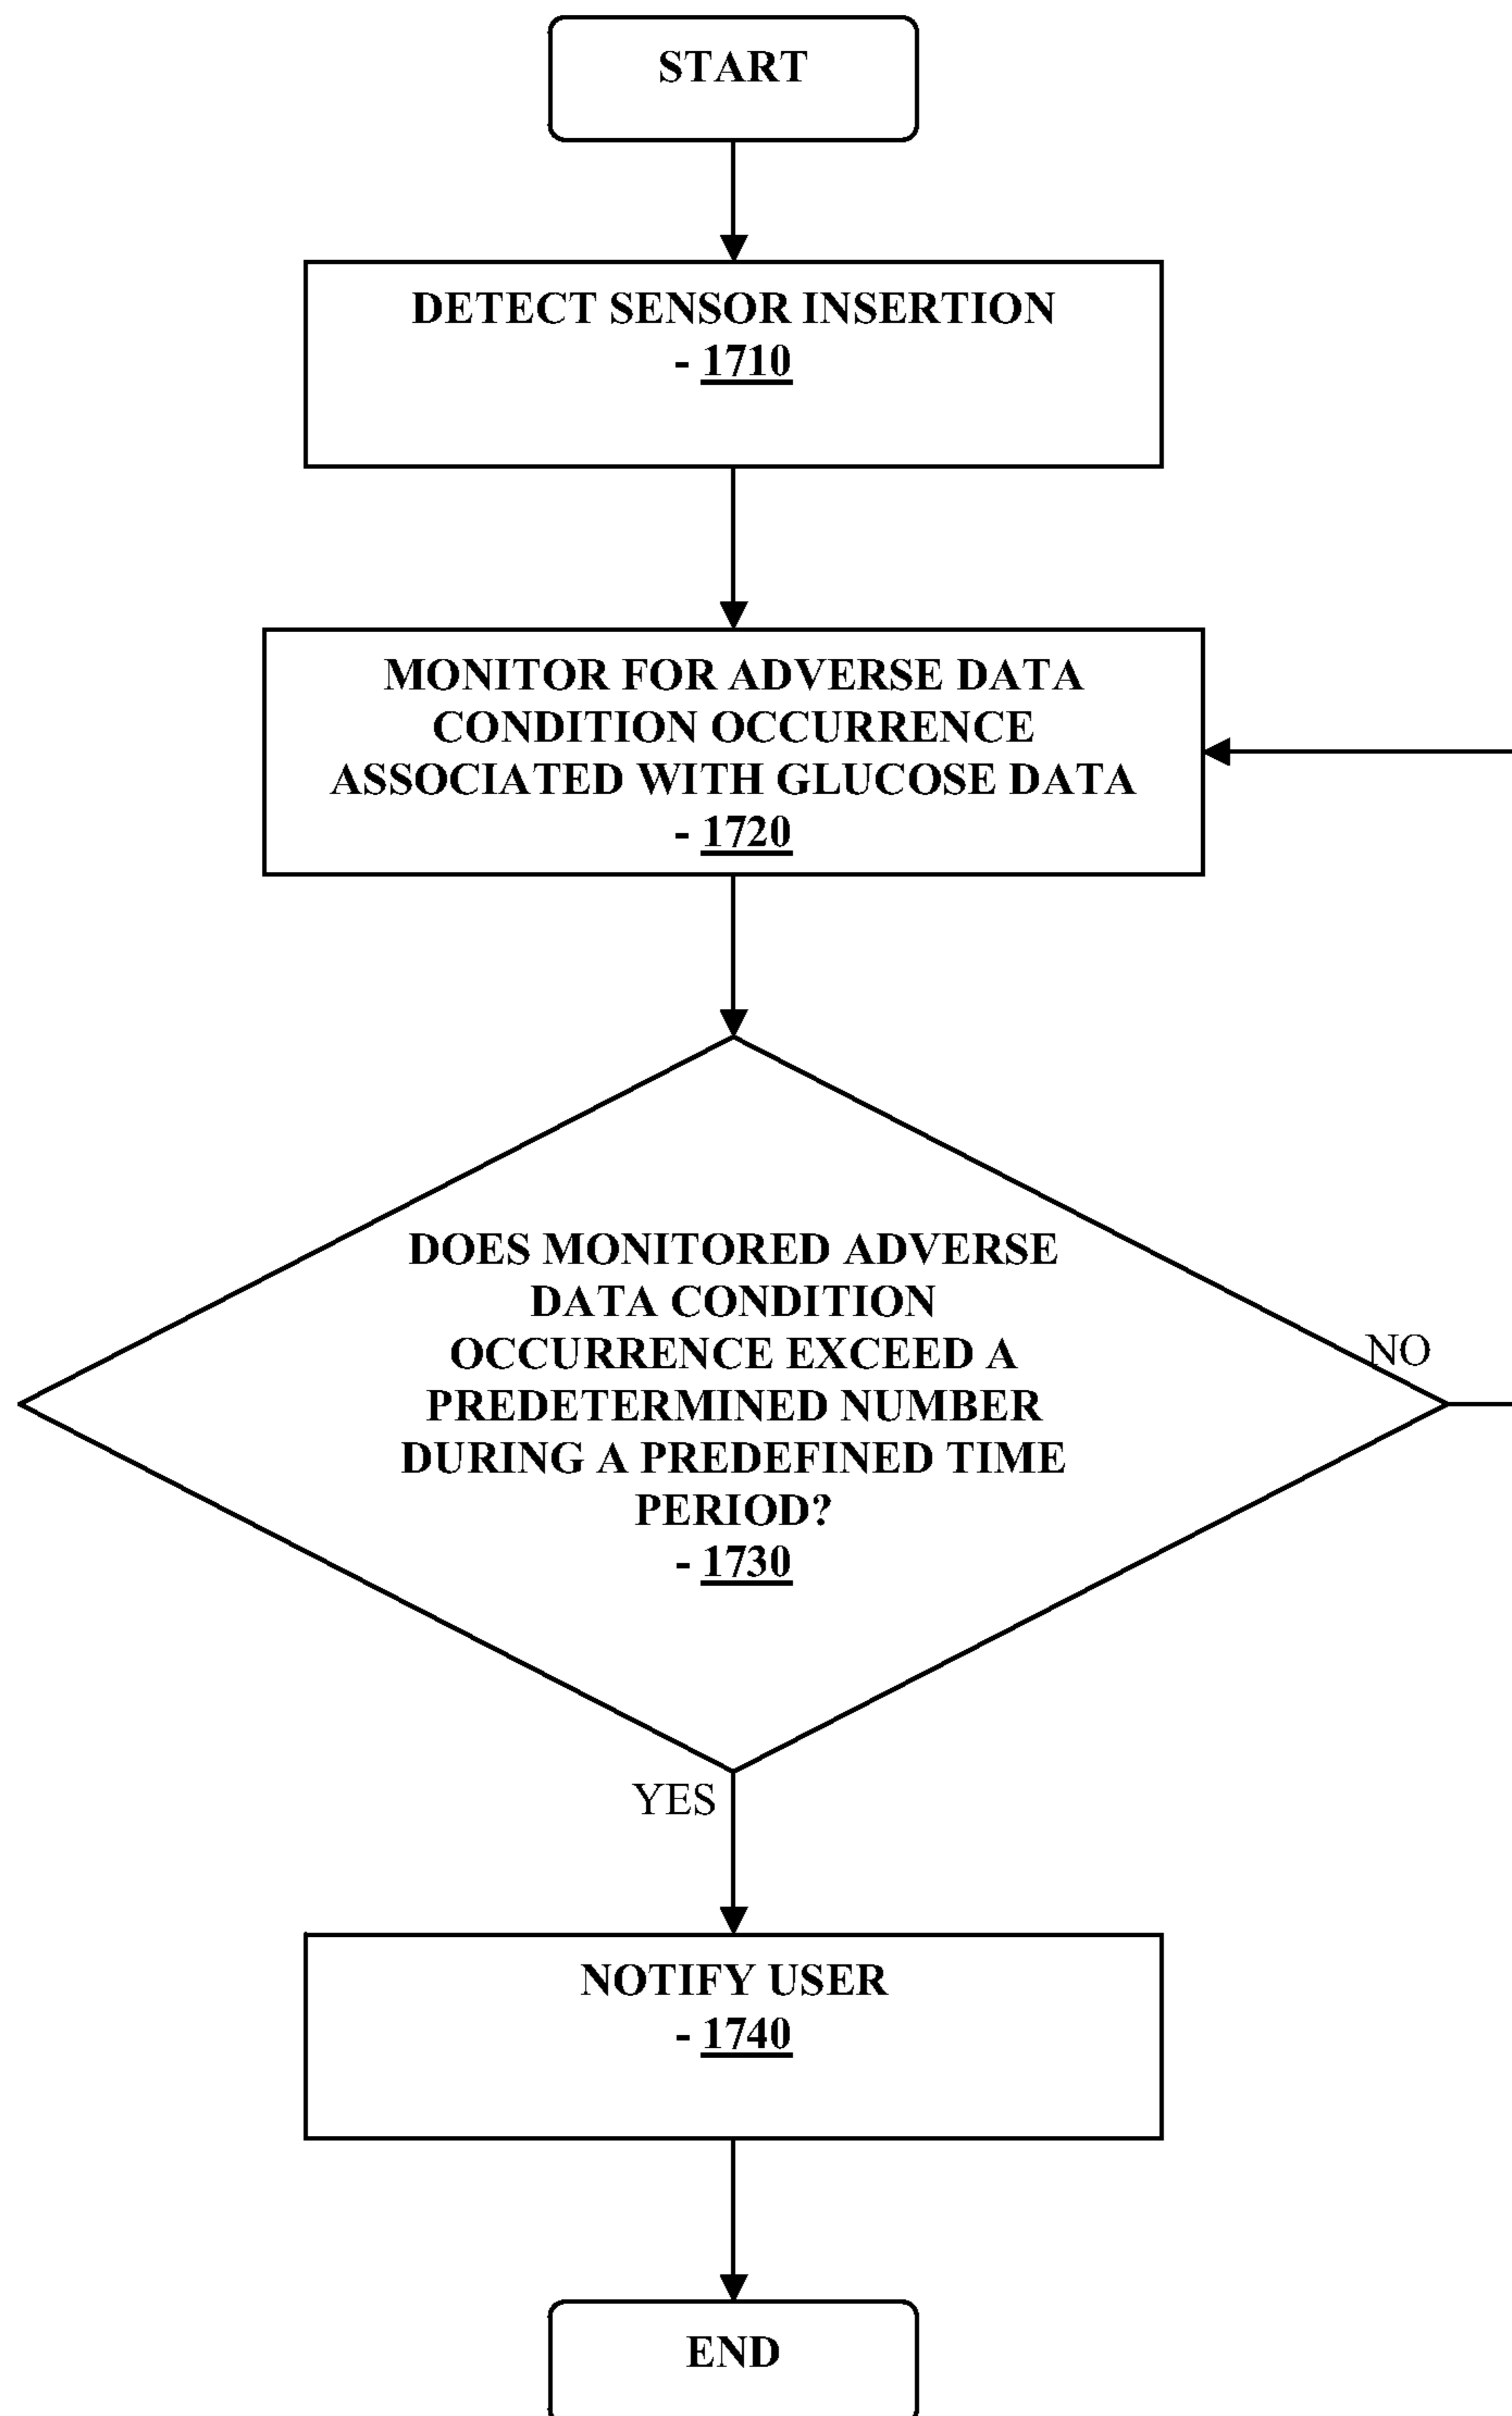 START
DETECT SENSOR INSERTION
- 1710
MONITOR FOR ADVERSE DATA
CONDITION OCCURRENCE
ASSOCIATED WITH GLUCOSE DATA
- 1720
DOES MONITORED ADVERSE
DATA CONDITION
OCCURRENCE EXCEED A
PREDETERMINED NUMBER
DURING A PREDEFINED TIME
PERIOD?
- 1730
NO
YES
NOTIFY USER
- 1740
END